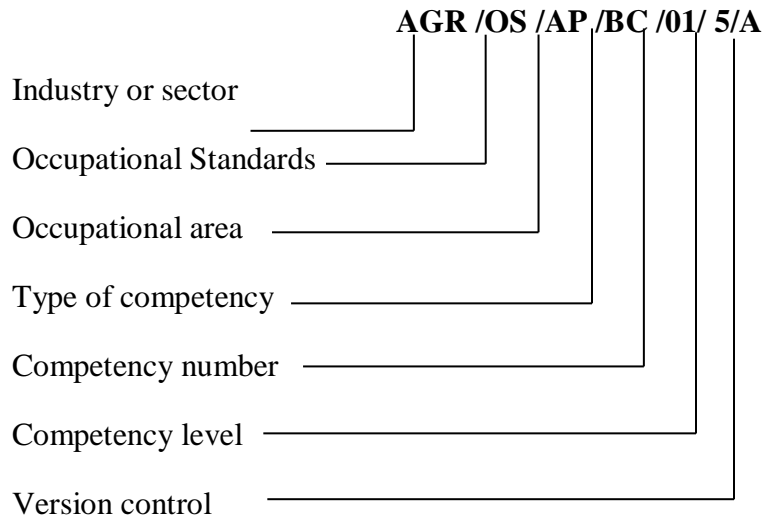 AGR /OS /AP /BC /01/ 5/A
Industry or sector
Occupational Standards
Occupational area
Type of competency
Competency number
Competency level
Version control